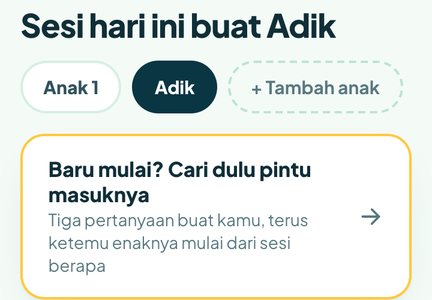 Sesi hari ini buat Adik
Anak 1
Adik
+ Tambah anak
Baru mulai? Cari dulu pintu
masuknya
Tiga pertanyaan buat kamu, terus
ketemu enaknya mulai dari sesi
berapa
→